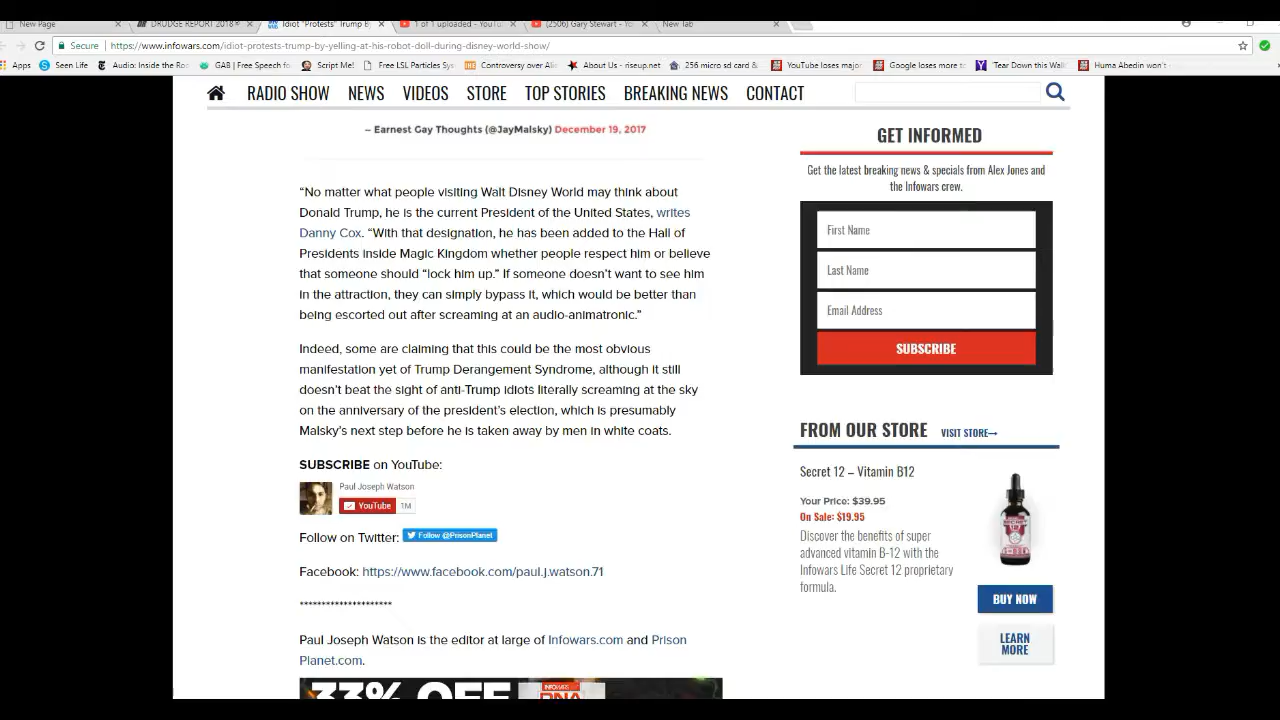 New Page
DRUDGE REPORT 2018®
Idiot "Protests" Trump B
1 of 1 uploaded - YouTu
(2506) Gary Stewart - Yo
New Tab
Secure
https://www.infowars.com/idiot-protests-trump-by-yelling-at-his-robot-doll-during-disney-world-show/
Apps
Seen Life
Audio: Inside the Ro
GAB | Free Speech fo
Script Me!
Free LSL Particles Sys
Controversy over Ali
About Us - riseup.net
256 micro sd card &
YouTube loses major
Google loses more to
Tear Down this Wall
Huma Abedin won't
RADIO SHOW
NEWS
VIDEOS
STORE
TOP STORIES
BREAKING NEWS
CONTACT
– Earnest Gay Thoughts (@JayMalsky) December 19, 2017
“No matter what people visiting Walt Disney World may think about
Donald Trump, he is the current President of the United States, writes
Danny Cox. “With that designation, he has been added to the Hall of
Presidents inside Magic Kingdom whether people respect him or believe
that someone should “lock him up.” If someone doesn’t want to see him
in the attraction, they can simply bypass it, which would be better than
being escorted out after screaming at an audio-animatronic.”
Indeed, some are claiming that this could be the most obvious
manifestation yet of Trump Derangement Syndrome, although it still
doesn’t beat the sight of anti-Trump idiots literally screaming at the sky
on the anniversary of the president’s election, which is presumably
Malsky’s next step before he is taken away by men in white coats.
SUBSCRIBE on YouTube:
Paul Joseph Watson
YouTube 1M
Follow on Twitter: Follow @PrisonPlanet
Facebook: https://www.facebook.com/paul.j.watson.71
*********************
Paul Joseph Watson is the editor at large of Infowars.com and Prison
Planet.com.
33% OFF
INFOWARS
DNA
GET INFORMED
Get the latest breaking news & specials from Alex Jones and
the Infowars crew.
First Name
Last Name
Email Address
SUBSCRIBE
FROM OUR STORE VISIT STORE→
Secret 12 – Vitamin B12
Your Price: $39.95
On Sale: $19.95
Discover the benefits of super
advanced vitamin B-12 with the
Infowars Life Secret 12 proprietary
formula.
BUY NOW
LEARN
MORE